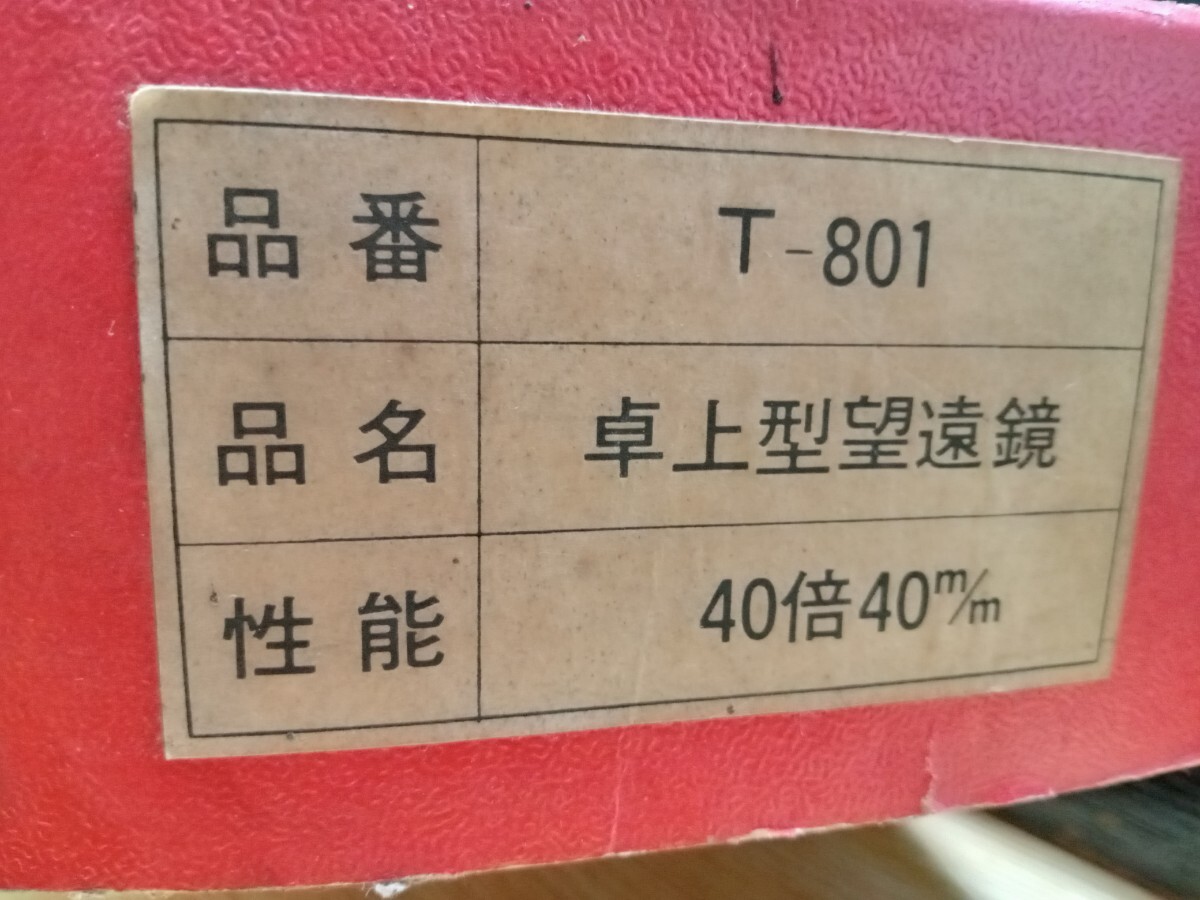 品番 T-801
品名 卓上型望遠鏡
性能 40倍40m/m